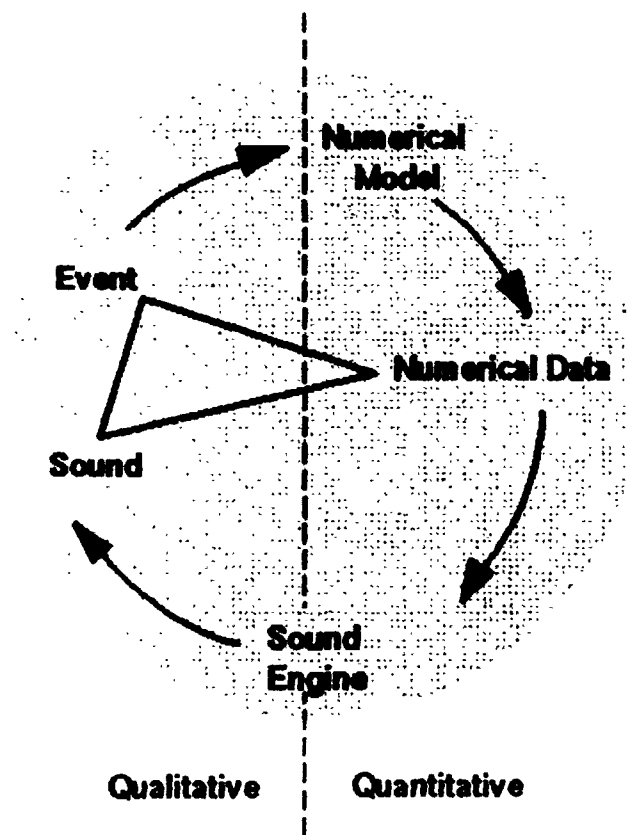 Numerical
Model
Event
Numerical Data
Sound
Sound
Engine
Qualitative
Quantitative